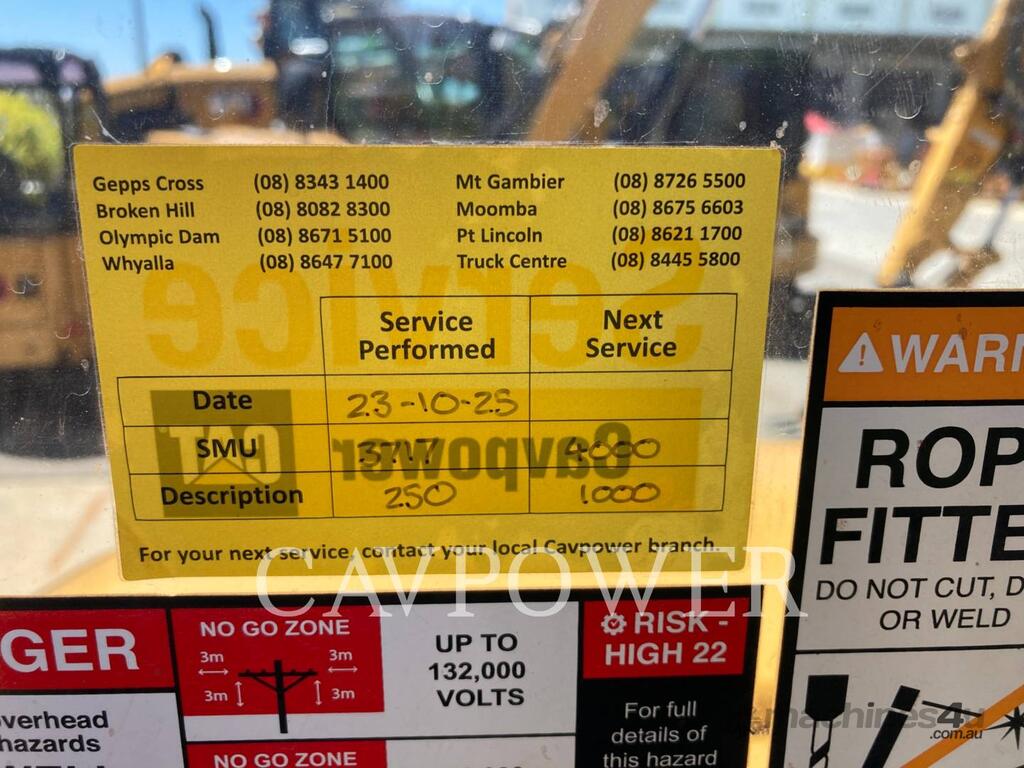 Gepps Cross (08) 8343 1400 Mt Gambier (08) 8726 5500
Broken Hill (08) 8082 8300 Moomba (08) 8675 6603
Olympic Dam (08) 8671 5100 Pt Lincoln (08) 8621 1700
Whyalla (08) 8647 7100 Truck Centre (08) 8445 5800
Service
Service Performed Next Service
Date 23-10-25
SMU 3717 4000
CAT Cavpower
Description 250 1000
For your next service, contact your local Cavpower branch.
CAVPOWER
GER
NO GO ZONE
3m 3m
3m 3m
UP TO
132,000
VOLTS
RISK -
HIGH 22
verhead
hazards
For full
details of
this hazard
NO GO ZONE
WARN
ROP
FITTE
DO NOT CUT, D
OR WELD
machines4u
.com.au